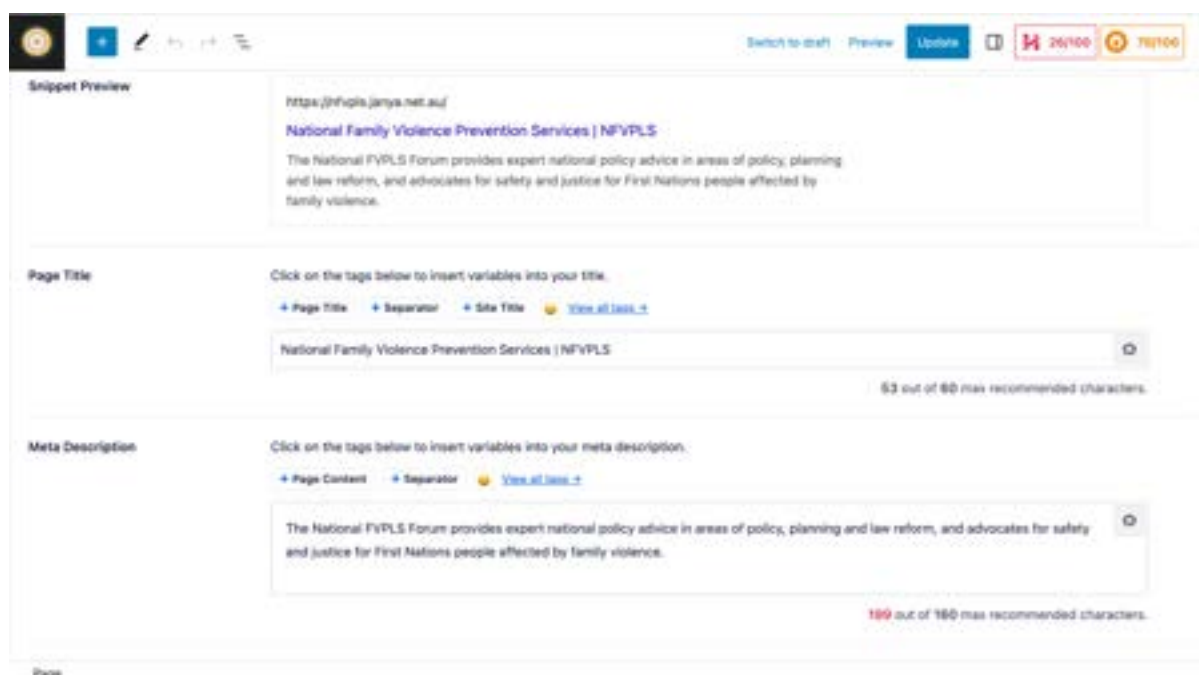 Switch to draft Preview Update 26/100 78/100
Snippet Preview
https://nfvpls.janya.net.au/
National Family Violence Prevention Services | NFVPLS
The National FVPLS Forum provides expert national policy advice in areas of policy, planning
and law reform, and advocates for safety and justice for First Nations people affected by
family violence.
Page Title
Click on the tags below to insert variables into your title.
+ Page Title + Separator + Site Title View all tags →
National Family Violence Prevention Services | NFVPLS
53 out of 60 max recommended characters.
Meta Description
Click on the tags below to insert variables into your meta description.
+ Page Content + Separator View all tags →
The National FVPLS Forum provides expert national policy advice in areas of policy, planning and law reform, and advocates for safety
and justice for First Nations people affected by family violence.
199 out of 160 max recommended characters.
Page